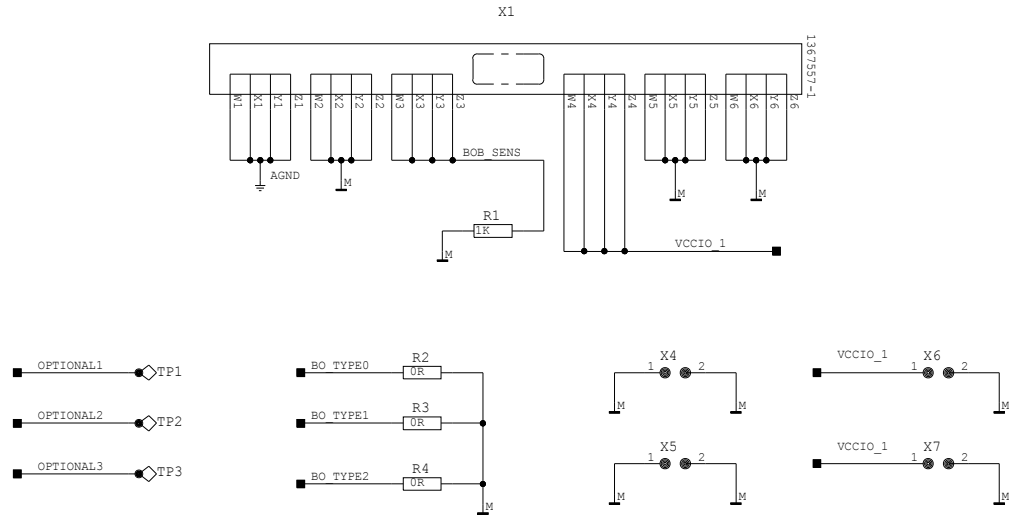 X1
1367557-1
W1 X1 Y1 Z1 W2 X2 Y2 Z2 W3 X3 Y3 Z3 W4 X4 Y4 Z4 W5 X5 Y5 Z5 W6 X6 Y6 Z6
BOB_SENS
AGND
M
M
M
R1
1K
M
VCCIO_1
OPTIONAL1
TP1
BO_TYPE0
R2
0R
X4
1 2
M
M
VCCIO_1
X6
1 2
M
OPTIONAL2
TP2
BO_TYPE1
R3
0R
OPTIONAL3
TP3
BO_TYPE2
R4
0R
M
X5
1 2
M
M
VCCIO_1
X7
1 2
M